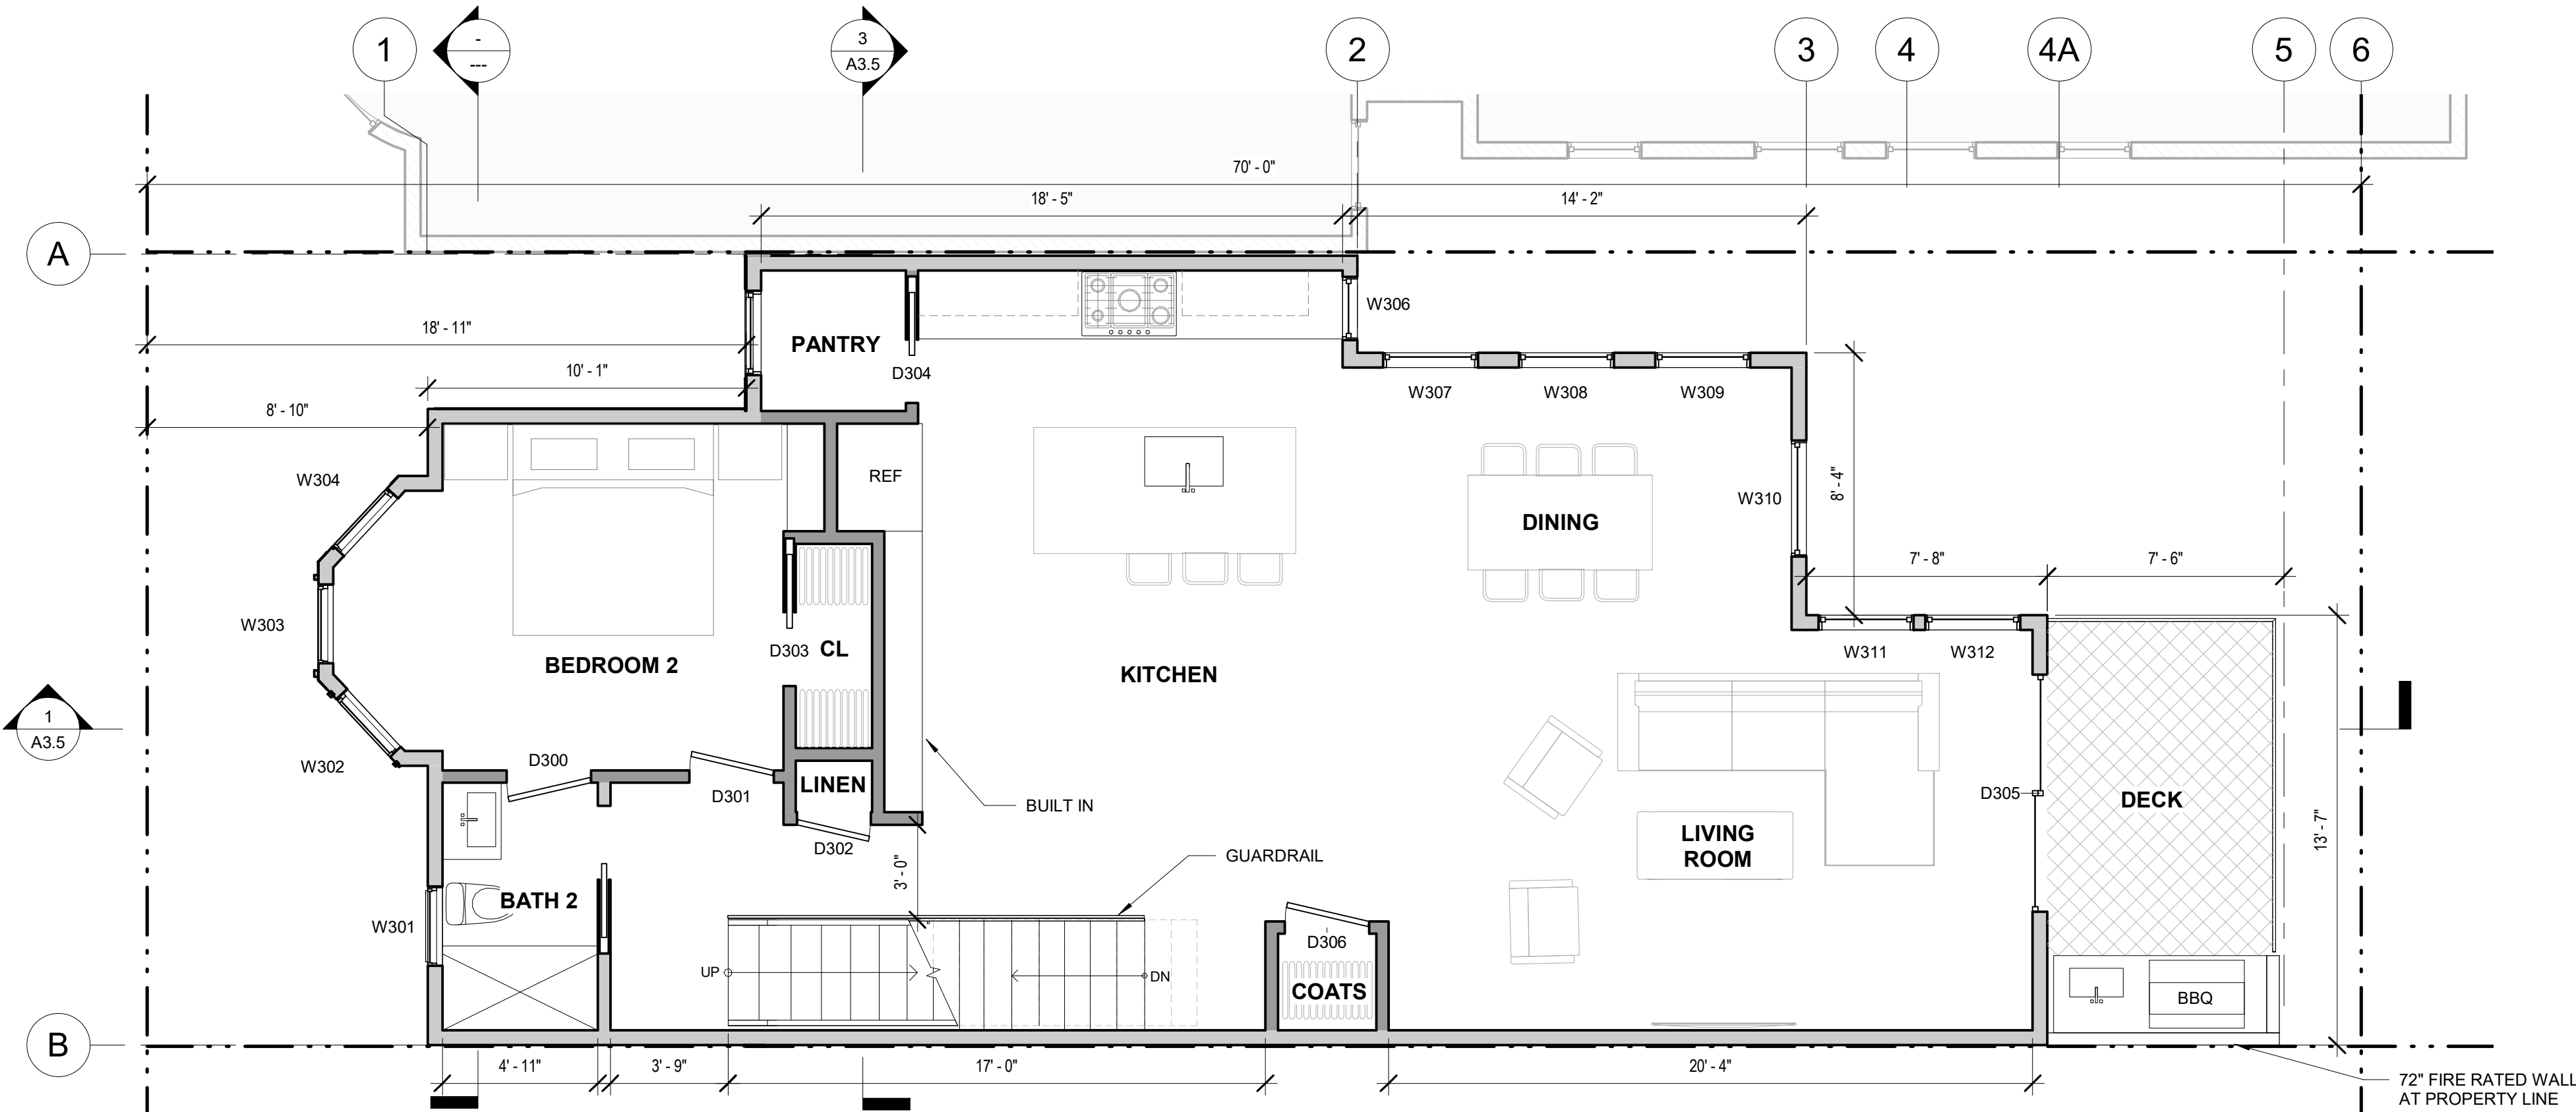 1
-
---
3
A3.5
2
3
4
4A
5
6
70' - 0"
18' - 5"
14' - 2"
A
W306
18' - 11"
PANTRY
D304
10' - 1"
8' - 10"
W307
W308
W309
W304
REF
W310
8' - 4"
DINING
7' - 8"
7' - 6"
W303
D303
CL
BEDROOM 2
KITCHEN
W311
W312
1
A3.5
W302
D300
D301
LINEN
BUILT IN
D305
DECK
LIVING
ROOM
13' - 7"
D302
3' - 0"
GUARDRAIL
BATH 2
W301
D306
UP
DN
COATS
BBQ
B
4' - 11"
3' - 9"
17' - 0"
20' - 4"
72" FIRE RATED WALL
AT PROPERTY LINE